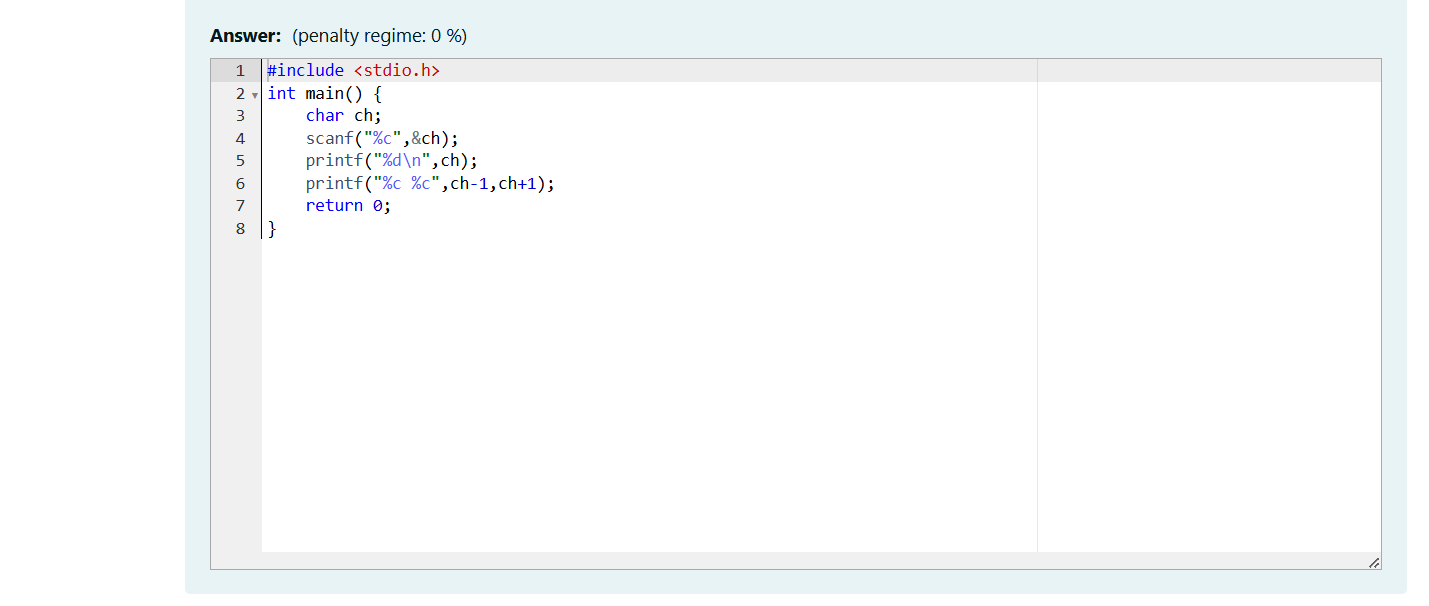 Answer: (penalty regime: 0 %)
1 #include <stdio.h>
2 int main() {
3     char ch;
4     scanf("%c",&ch);
5     printf("%d\n",ch);
6     printf("%c %c",ch-1,ch+1);
7     return 0;
8 }